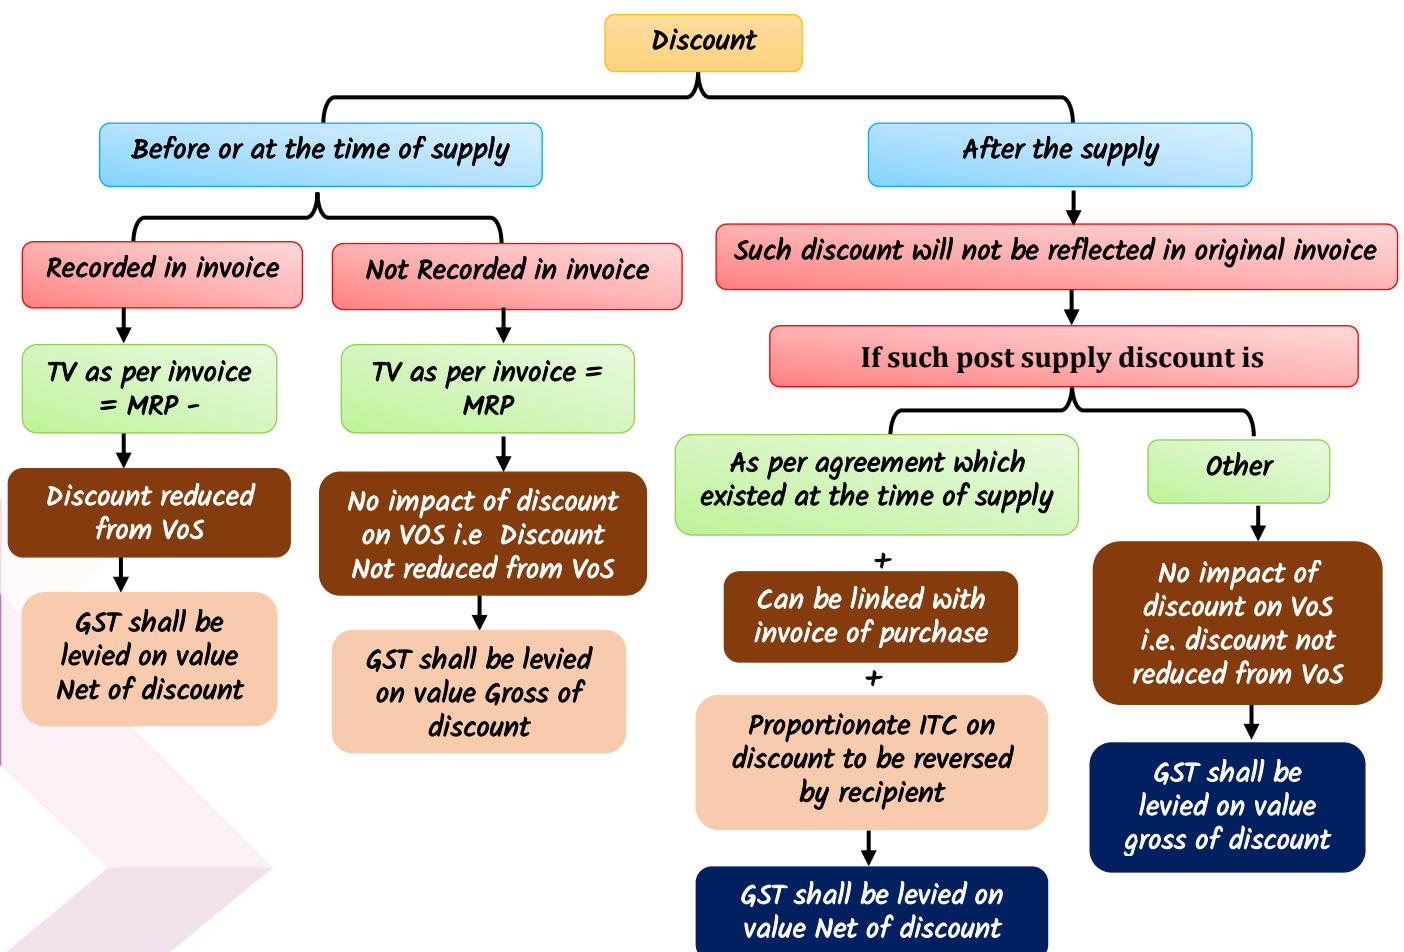 Discount
Before or at the time of supply
After the supply
Recorded in invoice
Not Recorded in invoice
Such discount will not be reflected in original invoice
TV as per invoice
= MRP -
TV as per invoice =
MRP
If such post supply discount is
Discount reduced
from VoS
No impact of discount
on VOS i.e Discount
Not reduced from VoS
As per agreement which
existed at the time of supply
Other
GST shall be
levied on value
Net of discount
GST shall be levied
on value Gross of
discount
+
Can be linked with
invoice of purchase
+
Proportionate ITC on
discount to be reversed
by recipient
GST shall be levied on
value Net of discount
No impact of
discount on VoS
i.e. discount not
reduced from VoS
GST shall be
levied on value
gross of discount